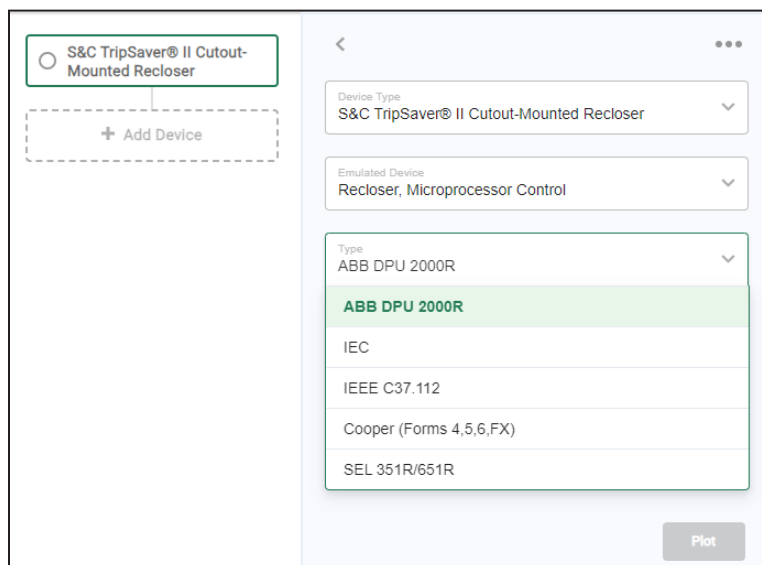 S&C TripSaver® II Cutout-
Mounted Recloser
+ Add Device
Device Type
S&C TripSaver® II Cutout-Mounted Recloser
Emulated Device
Recloser, Microprocessor Control
Type
ABB DPU 2000R
ABB DPU 2000R
IEC
IEEE C37.112
Cooper (Forms 4,5,6,FX)
SEL 351R/651R
Plot